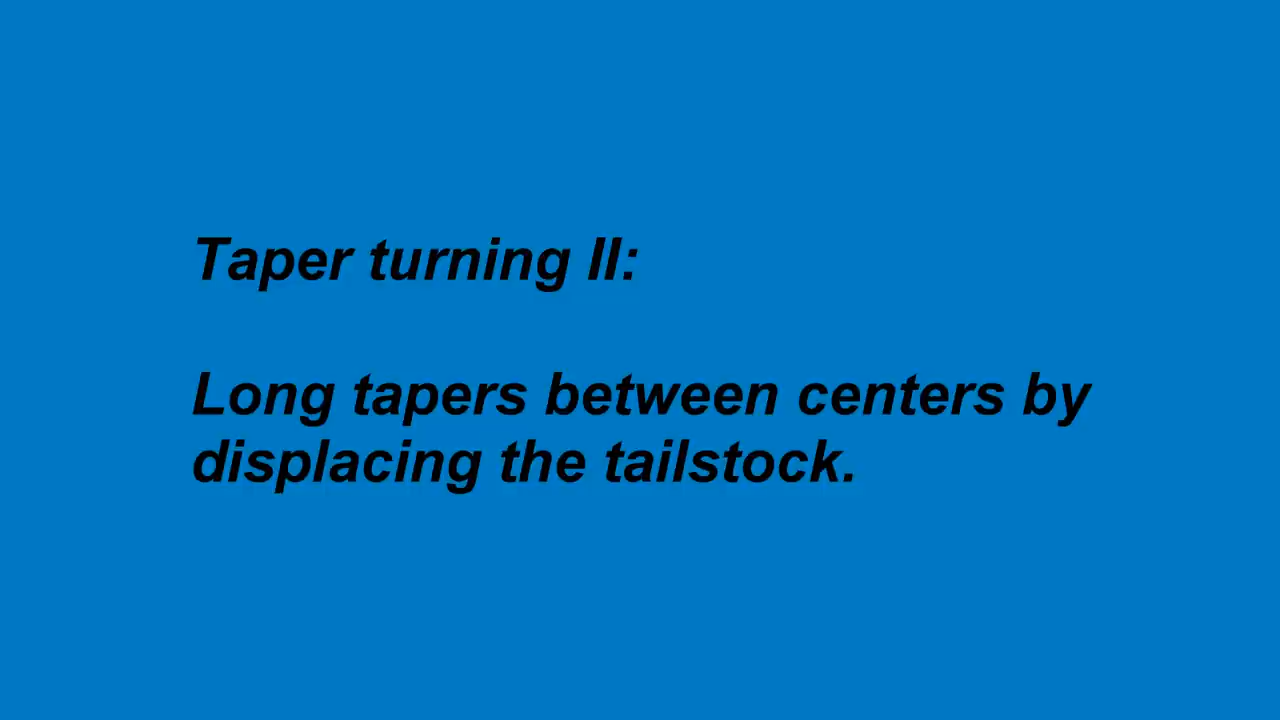 Taper turning II:
Long tapers between centers by
displacing the tailstock.